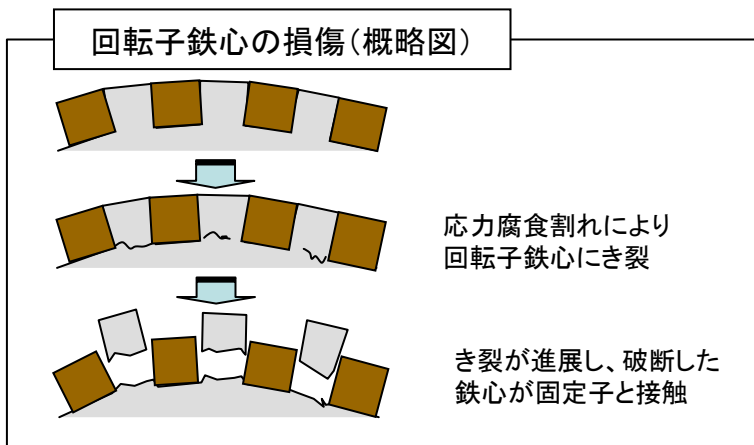 回転子鉄心の損傷（概略図）
応力腐食割れにより
回転子鉄心にき裂
き裂が進展し、破断した
鉄心が固定子と接触